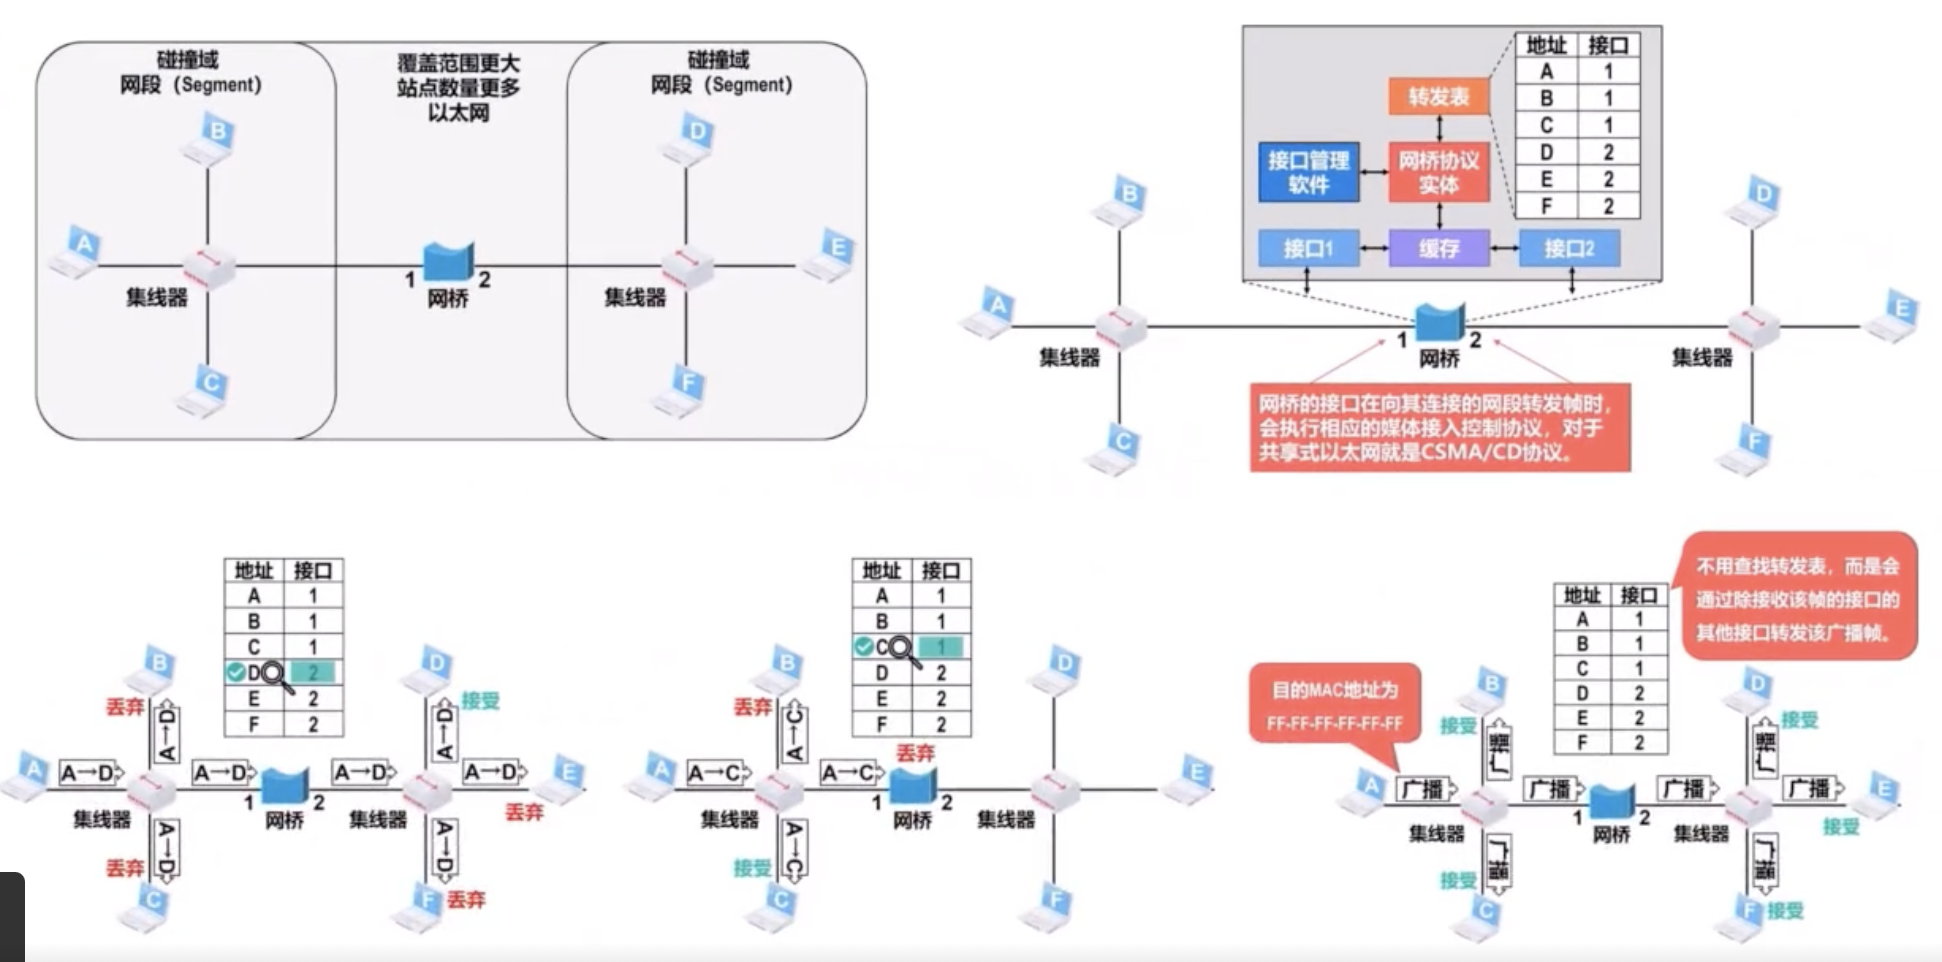 碰撞域
网段（Segment）
覆盖范围更大
站点数量更多
以太网
碰撞域
网段（Segment）
B
D
A
E
集线器
1
2
网桥
集线器
C
F
地址 接口
A 1
B 1
C 1
D 2
E 2
F 2
转发表
接口管理
软件
网桥协议
实体
接口1
缓存
接口2
B
D
A
E
集线器
1
2
网桥
集线器
C
F
网桥的接口在向其连接的网段转发帧时，
会执行相应的媒体接入控制协议，对于
共享式以太网就是CSMA/CD协议。
地址 接口
A 1
B 1
C 1
D 2
E 2
F 2
B
丢弃
A→D
D
接受
A→D
A
A→D
A→D
A→D
A→D
E
丢弃
集线器
1
2
网桥
集线器
丢弃
A→D
C
A→D
F
丢弃
地址 接口
A 1
B 1
C 1
D 2
E 2
F 2
B
丢弃
A→C
D
丢弃
A
A→C
A→C
E
集线器
1
2
网桥
集线器
接受
A→C
C
F
不用查找转发表，而是会
通过除接收该帧的接口的
其他接口转发该广播帧。
地址 接口
A 1
B 1
C 1
D 2
E 2
F 2
目的MAC地址为
FF-FF-FF-FF-FF-FF
B
接受
广播
D
接受
广播
A
广播
广播
广播
广播
E
接受
集线器
1
2
网桥
集线器
接受
广播
C
广播
F
接受